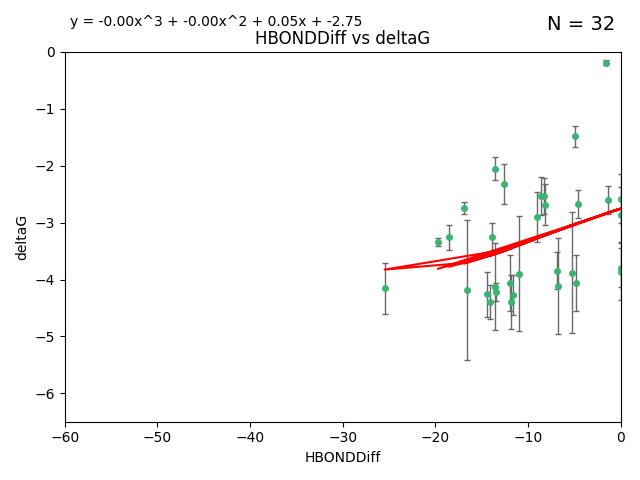 y = -0.00x^3 + -0.00x^2 + 0.05x + -2.75
N = 32
HBONDDiff vs deltaG
0
−1
−2
−3
−4
−5
−6
deltaG
−60
−50
−40
−30
−20
−10
0
HBONDDiff